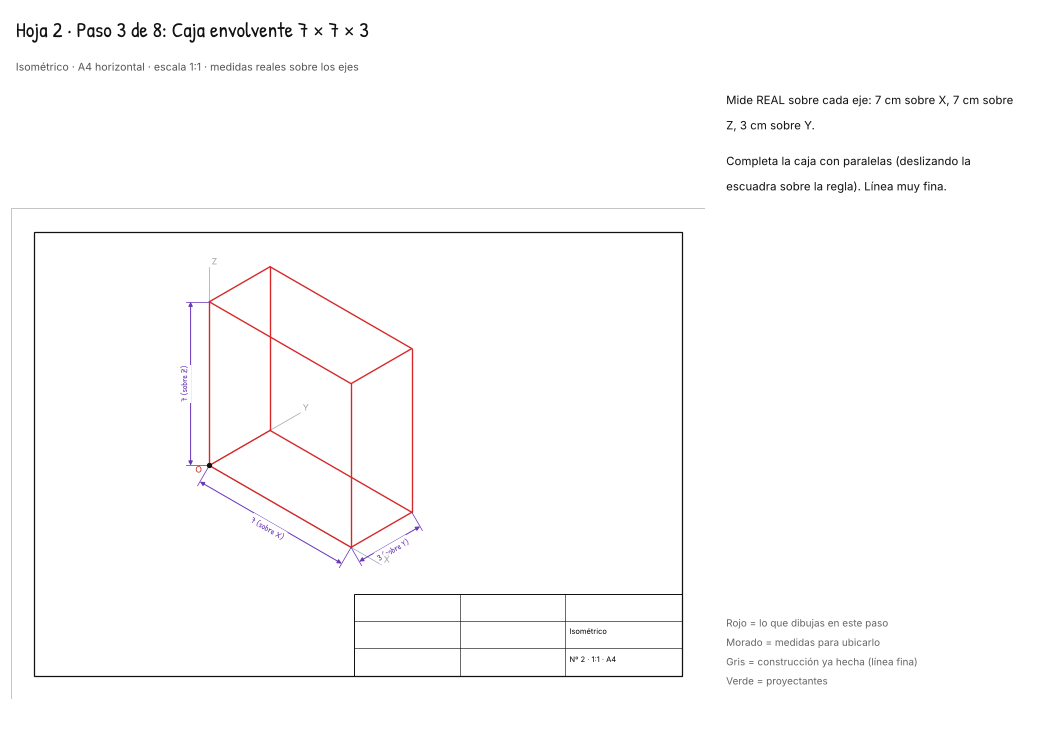 Hoja 2 · Paso 3 de 8: Caja envolvente 7 × 7 × 3
Isométrico · A4 horizontal · escala 1:1 · medidas reales sobre los ejes
Mide REAL sobre cada eje: 7 cm sobre X, 7 cm sobre
Z, 3 cm sobre Y.
Completa la caja con paralelas (deslizando la
escuadra sobre la regla). Línea muy fina.
Z
7 (sobre Z)
Y
O
7 (sobre X)
3 (sobre Y)
X
Isométrico
Nº 2 · 1:1 · A4
Rojo = lo que dibujas en este paso
Morado = medidas para ubicarlo
Gris = construcción ya hecha (línea fina)
Verde = proyectantes